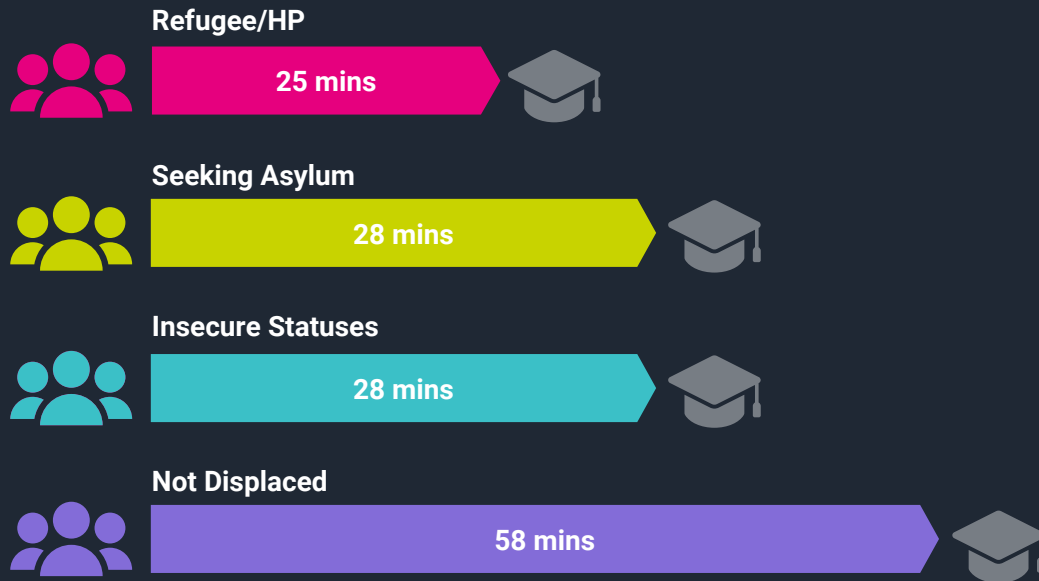 Refugee/HP
25 mins
Seeking Asylum
28 mins
Insecure Statuses
28 mins
Not Displaced
58 mins